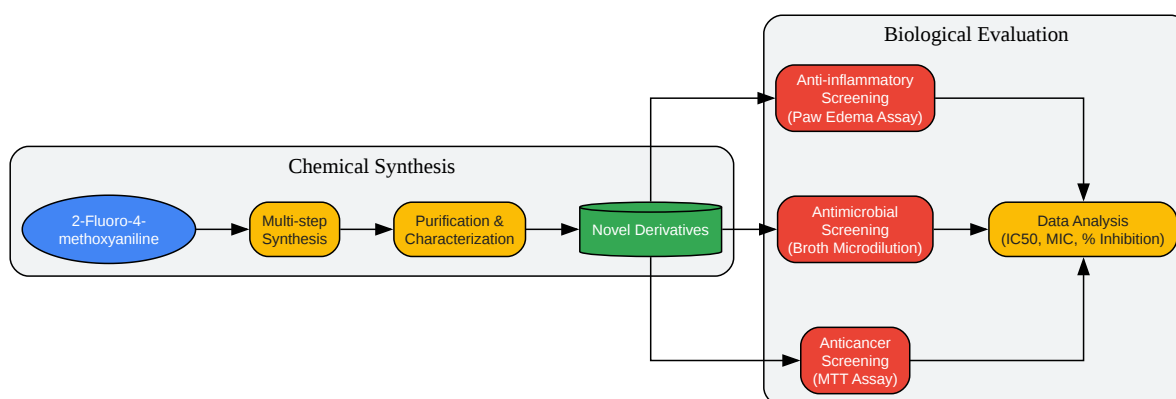 Biological Evaluation
Anti-inflammatory
Screening
(Paw Edema Assay)
Chemical Synthesis
2-Fluoro-4-
methoxyaniline
Multi-step
Synthesis
Purification &
Characterization
Novel Derivatives
Antimicrobial
Screening
(Broth Microdilution)
Data Analysis
(IC50, MIC, % Inhibition)
Anticancer
Screening
(MTT Assay)